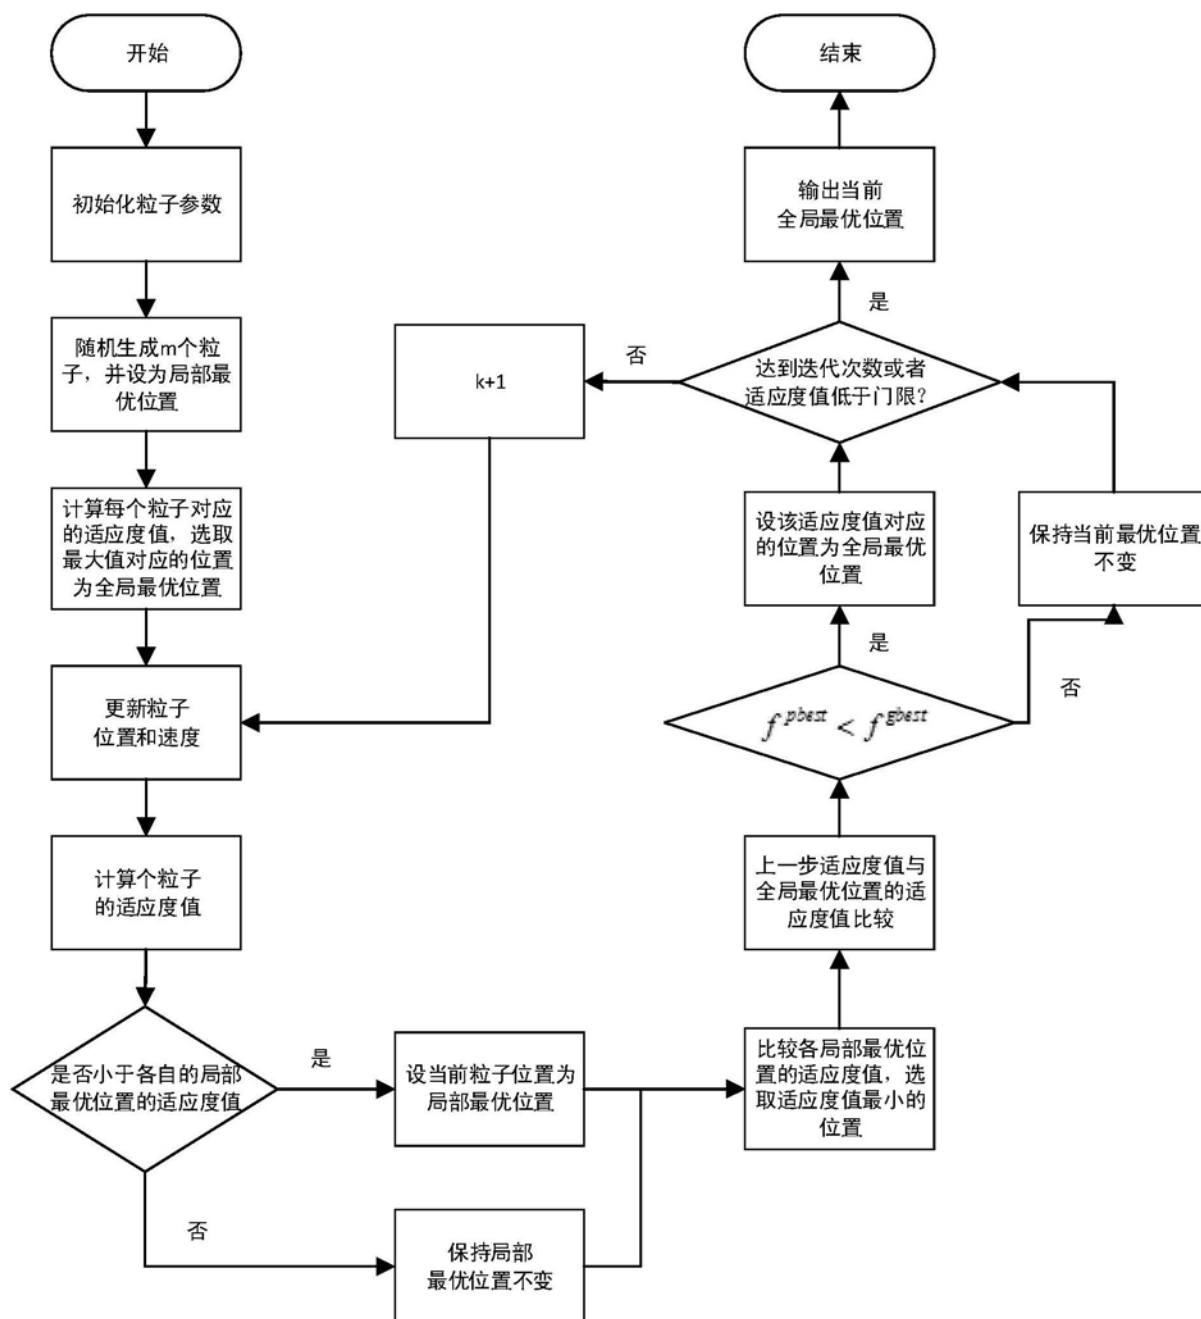 开始
初始化粒子参数
随机生成m个粒
子，并设为局部最
优位置
计算每个粒子对应
的适应度值，选取
最大值对应的位置
为全局最优位置
更新粒子
位置和速度
计算个粒子
的适应度值
是否小于各自的局部
最优位置的适应度值
是
设当前粒子位置为
局部最优位置
否
保持局部
最优位置不变
比较各局部最优位
置的适应度值，选
取适应度值最小的
位置
上一步适应度值与
全局最优位置的适
应度值比较
f^pbest < f^gbest
是
否
设该适应度值对应
的位置为全局最优
位置
保持当前最优位置
不变
达到迭代次数或者
适应度值低于门限？
否
k+1
是
输出当前
全局最优位置
结束